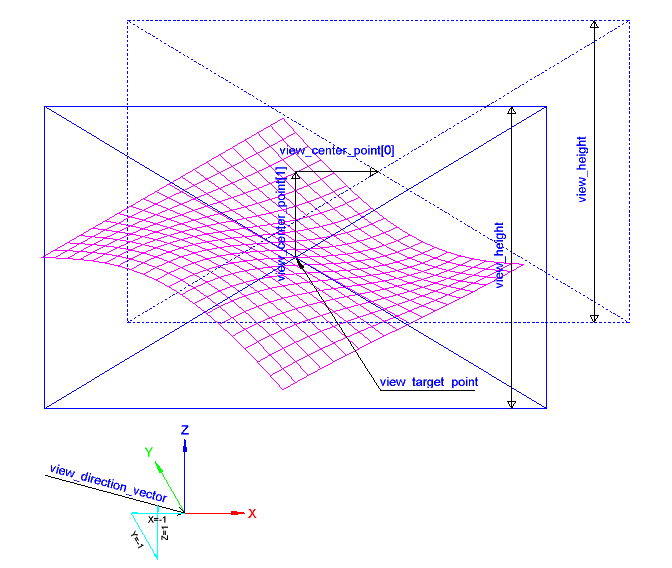 view_center_point[0]
view_center_point[1]
view_height
view_height
view_target_point
Z
Y
view_direction_vector
X
X=-1
Y=-1
Z=1